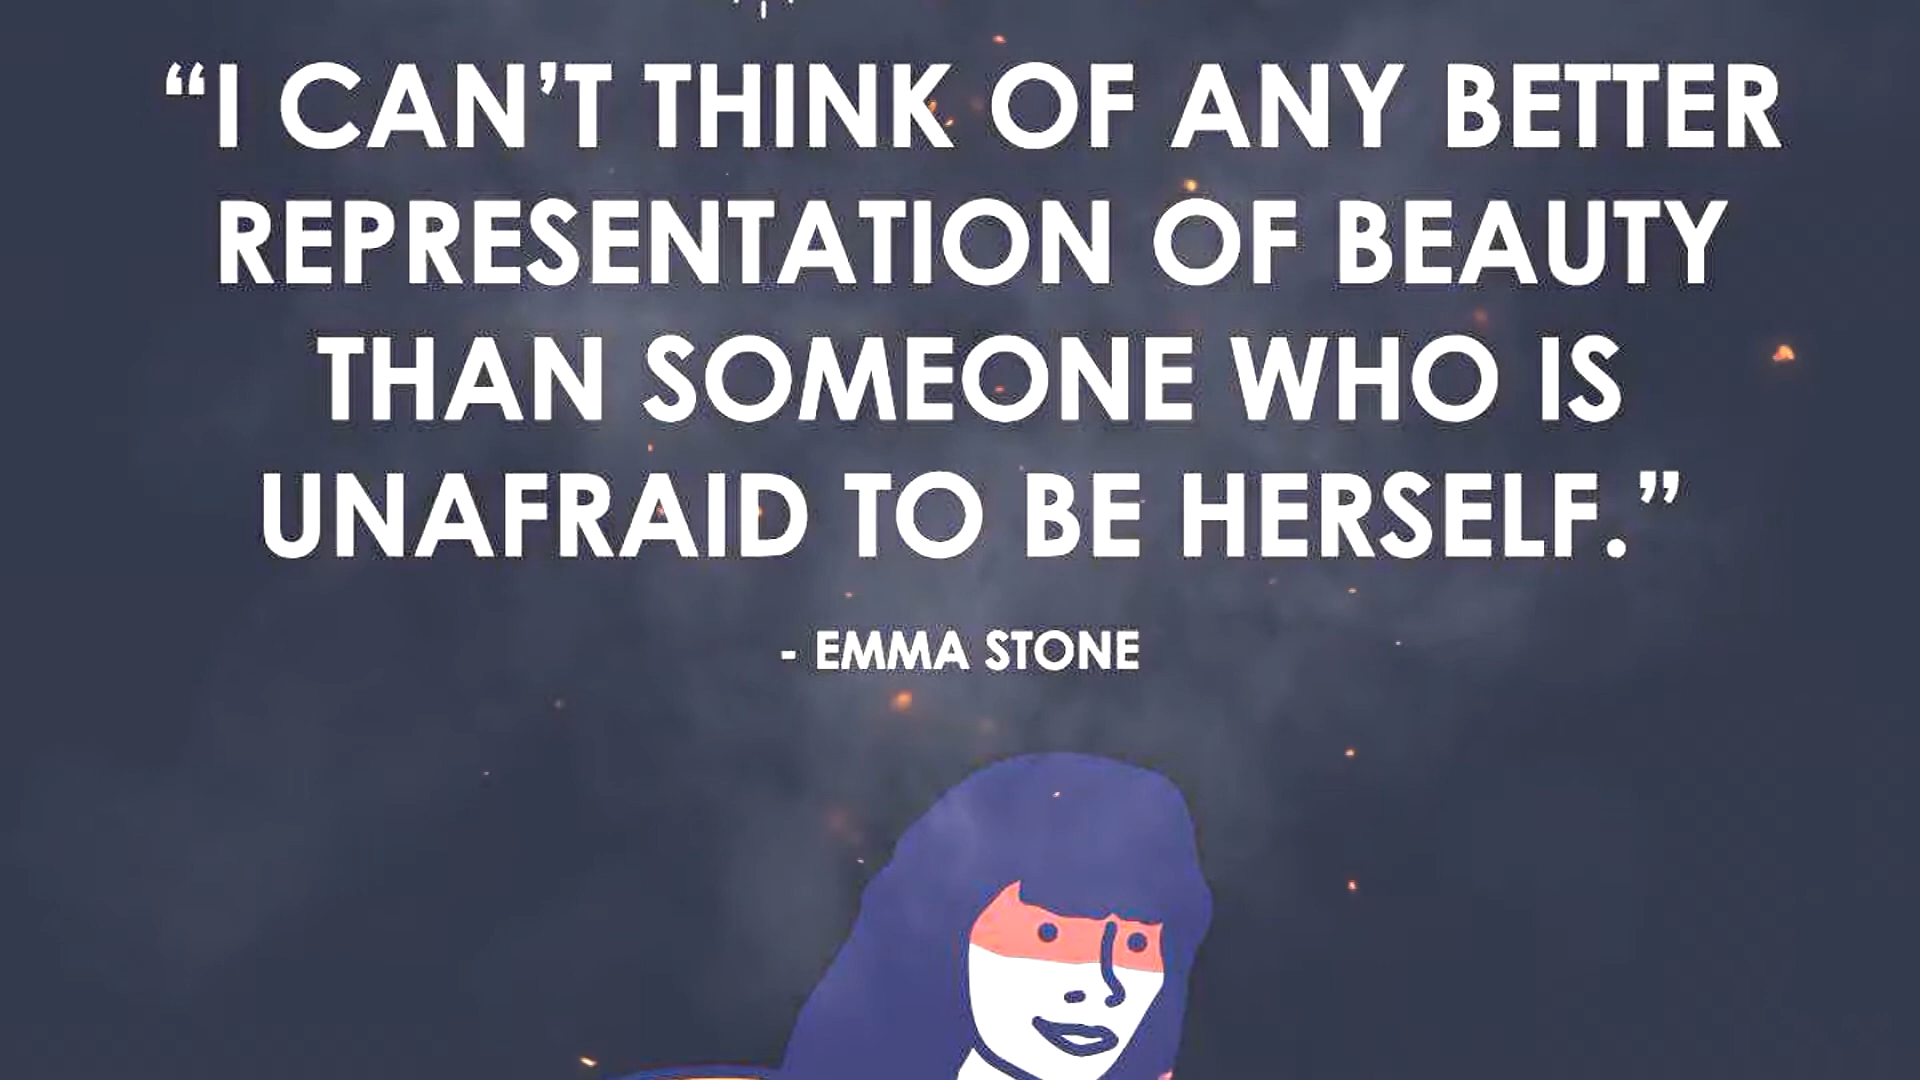 “I CAN’T THINK OF ANY BETTER
REPRESENTATION OF BEAUTY
THAN SOMEONE WHO IS
UNAFRAID TO BE HERSELF.”
- EMMA STONE